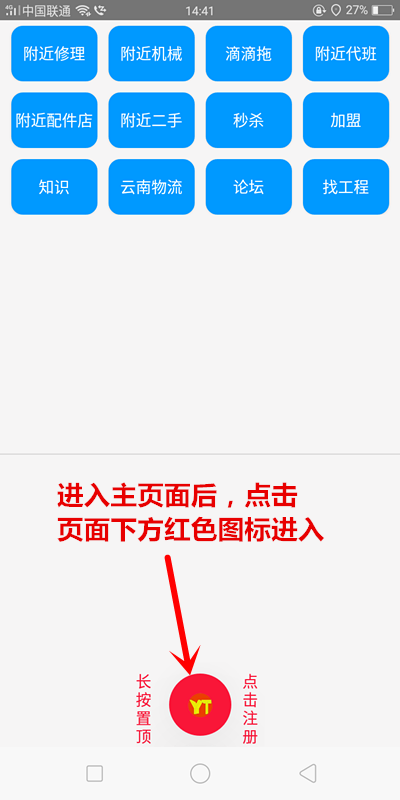 4G 中国联通 14:41 27%
附近修理 附近机械 滴滴拖 附近代班
附近配件店 附近二手 秒杀 加盟
知识 云南物流 论坛 找工程
进入主页面后，点击
页面下方红色图标进入
长按置顶
YT
点击注册